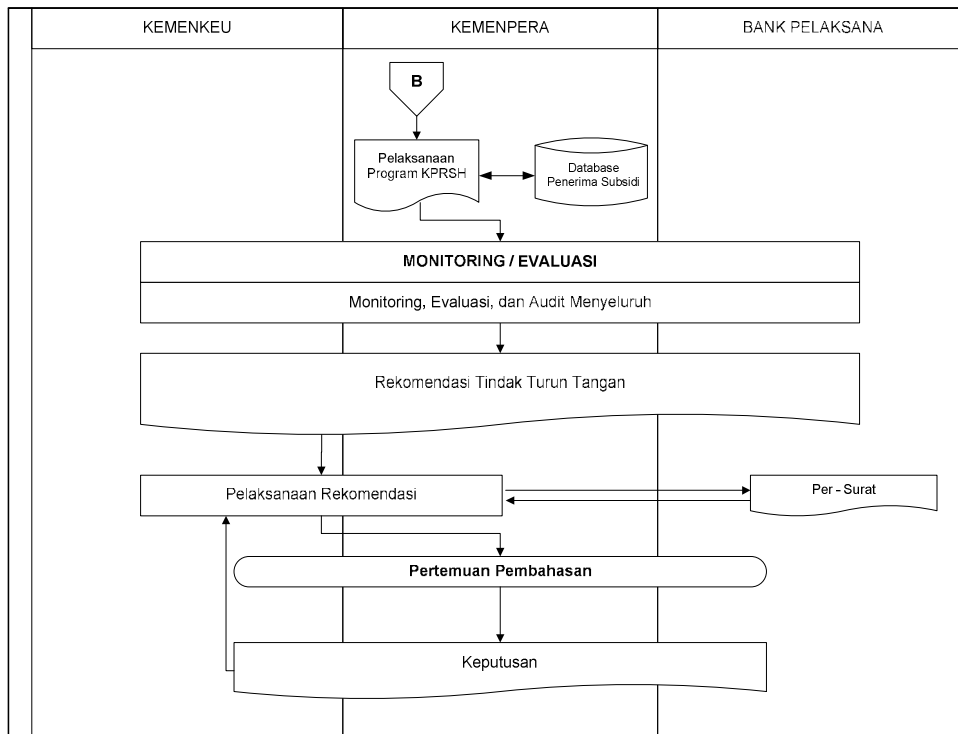 KEMENKEU
KEMENPERA
BANK PELAKSANA
B
Pelaksanaan
Program KPRSH
Database
Penerima Subsidi
MONITORING / EVALUASI
Monitoring, Evaluasi, dan Audit Menyeluruh
Rekomendasi Tindak Turun Tangan
Pelaksanaan Rekomendasi
Per - Surat
Pertemuan Pembahasan
Keputusan